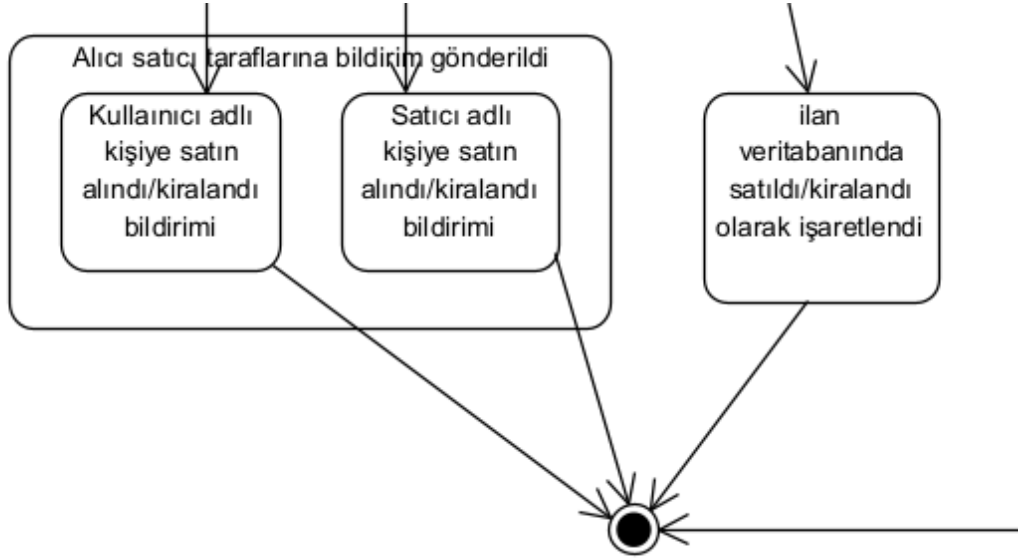 Alıcı satıcı taraflarına bildirim gönderildi
Kullaınıcı adlı
kişiye satın
alındı/kiralandı
bildirimi
Satıcı adlı
kişiye satın
alındı/kiralandı
bildirimi
ilan
veritabanında
satıldı/kiralandı
olarak işaretlendi